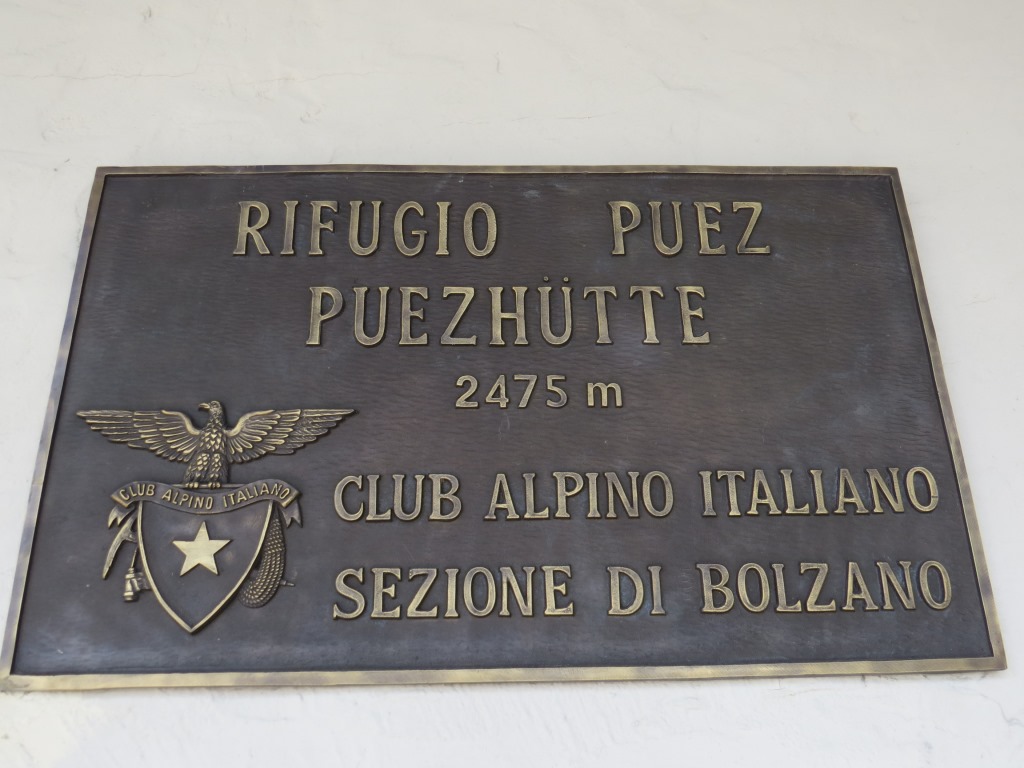 RIFUGIO PUEZ
PUEZHÜTTE
2475 m
CLUB ALPINO ITALIANO
CLUB ALPINO ITALIANO
SEZIONE DI BOLZANO